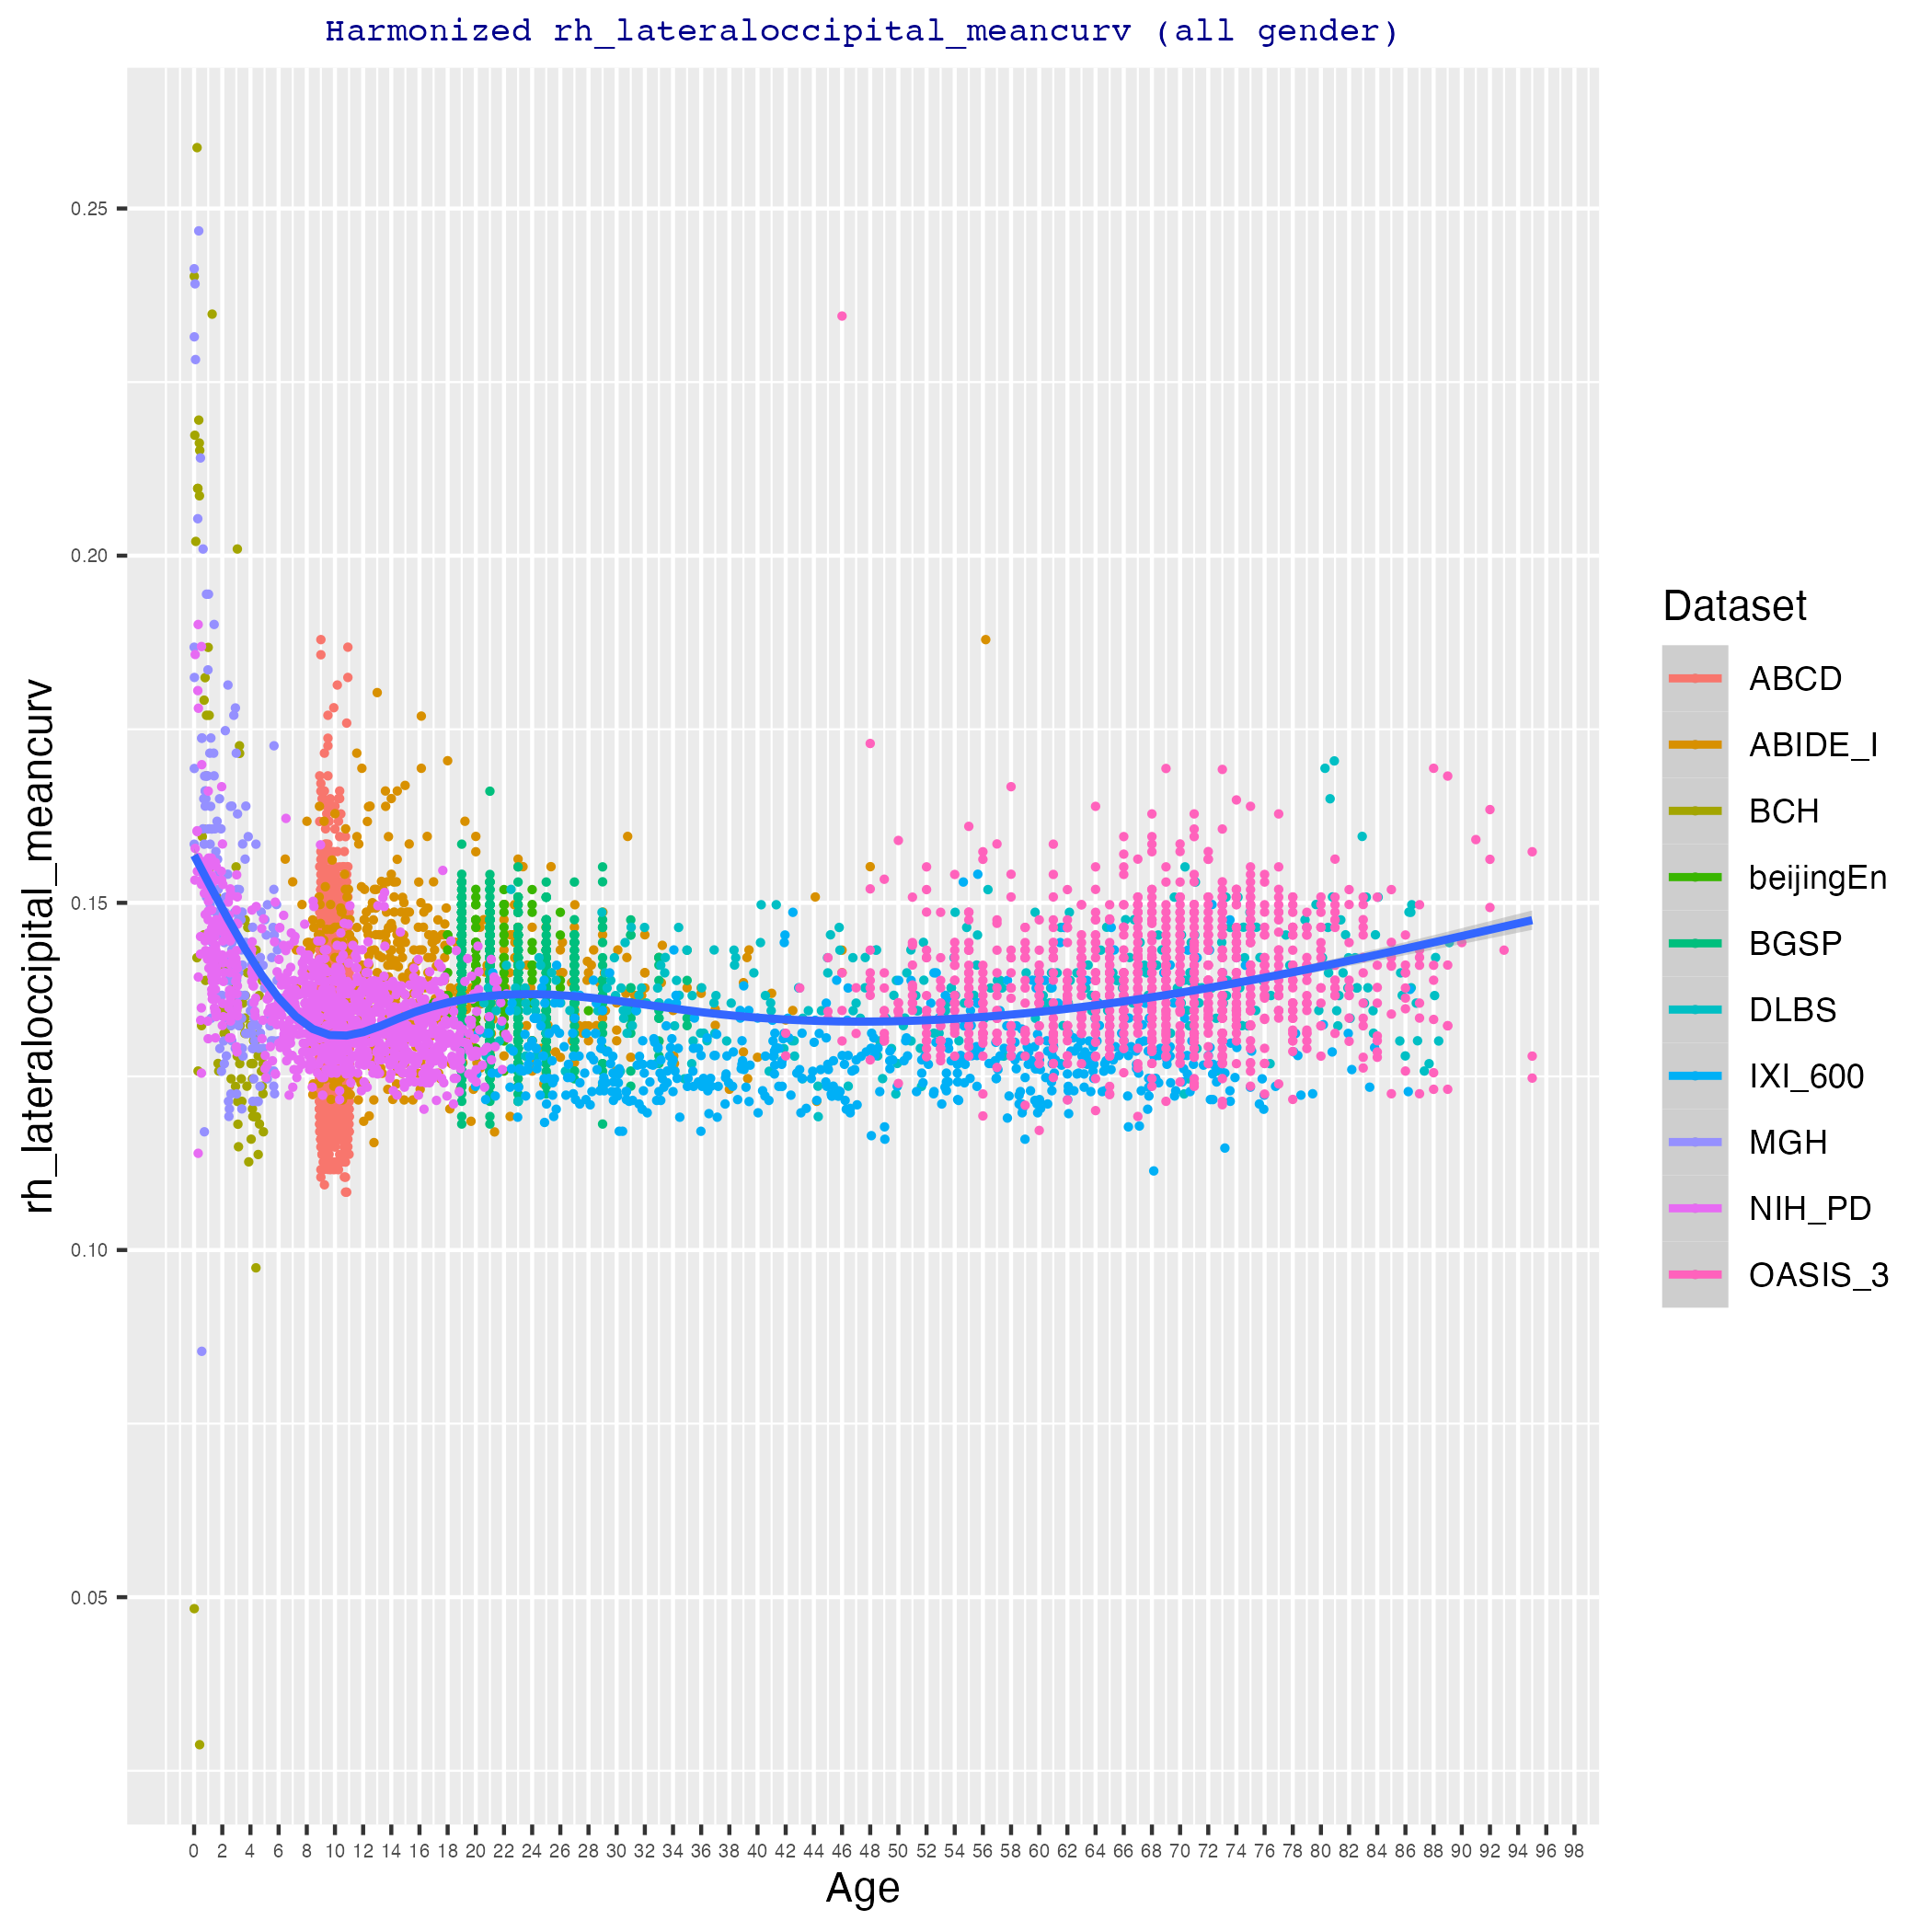 Harmonized rh_lateraloccipital_meancurv (all gender)
rh_lateraloccipital_meancurv
0.25
0.20
0.15
0.10
0.05
0 2 4 6 8 10 12 14 16 18 20 22 24 26 28 30 32 34 36 38 40 42 44 46 48 50 52 54 56 58 60 62 64 66 68 70 72 74 76 78 80 82 84 86 88 90 92 94 96 98
Age
Dataset
ABCD
ABIDE_I
BCH
beijingEn
BGSP
DLBS
IXI_600
MGH
NIH_PD
OASIS_3